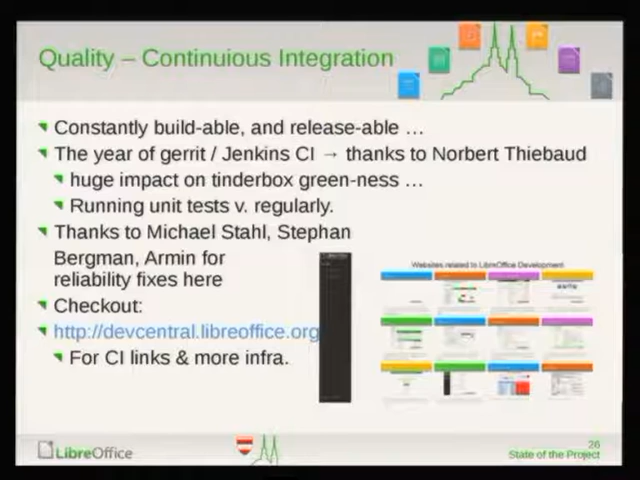 Quality – Continuious Integration
Constantly build-able, and release-able …
The year of gerrit / Jenkins CI → thanks to Norbert Thiebaud
huge impact on tinderbox green-ness …
Running unit tests v. regularly.
Thanks to Michael Stahl, Stephan
Bergman, Armin for
reliability fixes here
Websites related to LibreOffice Development
Checkout:
http://devcentral.libreoffice.org
For CI links & more infra.
LibreOffice
26
State of the Project